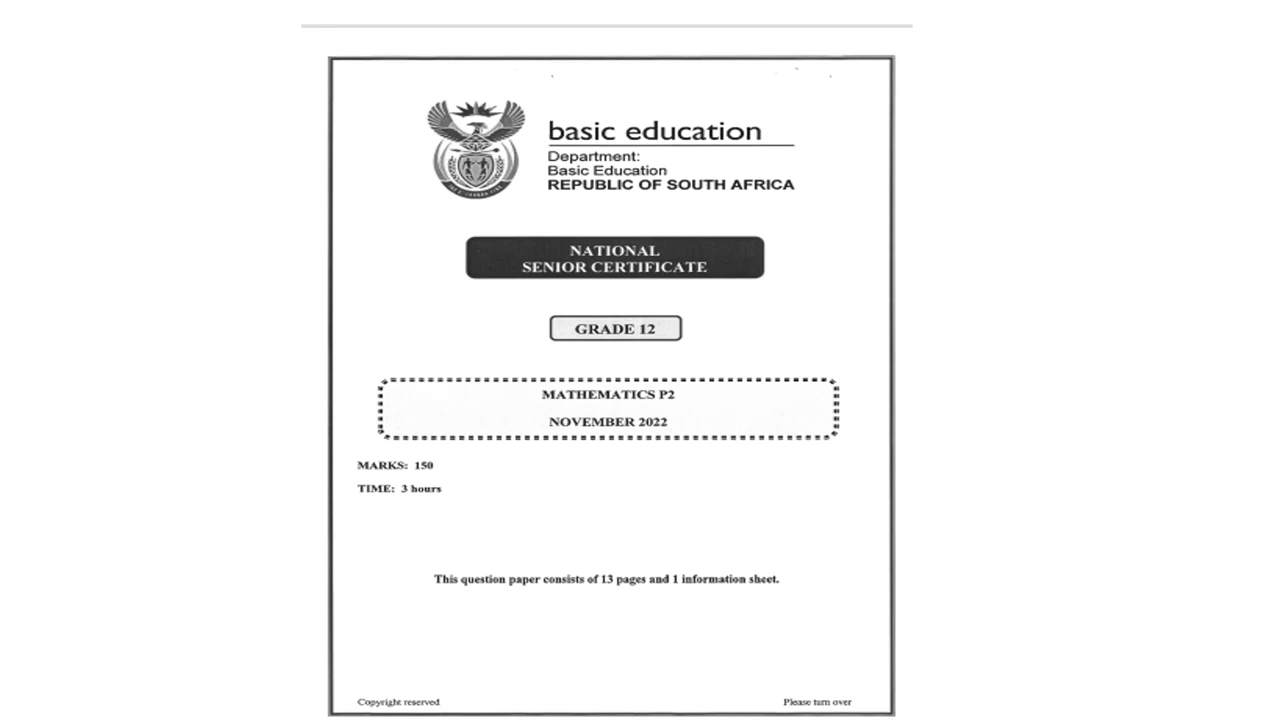 basic education
Department:
Basic Education
REPUBLIC OF SOUTH AFRICA
NATIONAL
SENIOR CERTIFICATE
GRADE 12
MATHEMATICS P2
NOVEMBER 2022
MARKS: 150
TIME: 3 hours
This question paper consists of 13 pages and 1 information sheet.
Copyright reserved
Please turn over